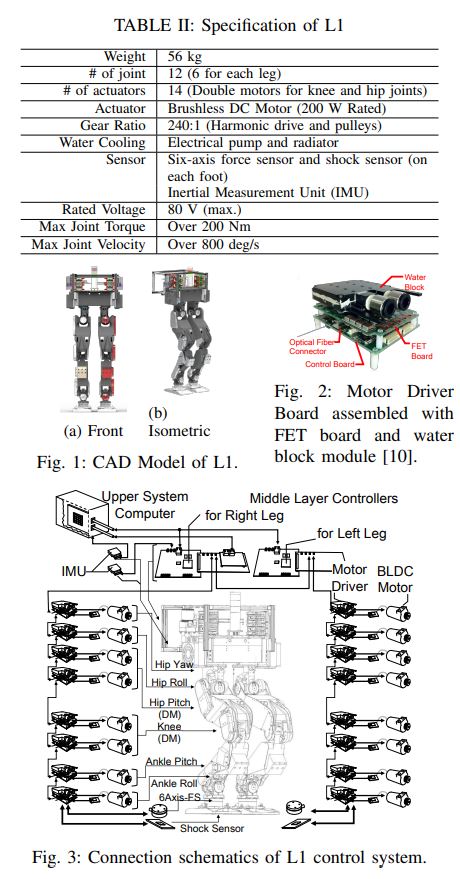 TABLE II: Specification of L1
Weight 56 kg
# of joint 12 (6 for each leg)
# of actuators 14 (Double motors for knee and hip joints)
Actuator Brushless DC Motor (200 W Rated)
Gear Ratio 240:1 (Harmonic drive and pulleys)
Water Cooling Electrical pump and radiator
Sensor Six-axis force sensor and shock sensor (on
each foot)
Inertial Measurement Unit (IMU)
Rated Voltage 80 V (max.)
Max Joint Torque Over 200 Nm
Max Joint Velocity Over 800 deg/s
(a) Front
(b)
Isometric
Fig. 1: CAD Model of L1.
Water
Block
Optical Fiber
Connector
Control Board
FET
Board
Fig. 2: Motor Driver
Board assembled with
FET board and water
block module [10].
Upper System
Computer
Middle Layer Controllers
for Right Leg
for Left Leg
IMU
Motor
Driver
BLDC
Motor
Hip Yaw
Hip Roll
Hip Pitch
(DM)
Knee
(DM)
Ankle Pitch
Ankle Roll
6Axis-FS
Shock Sensor
Fig. 3: Connection schematics of L1 control system.